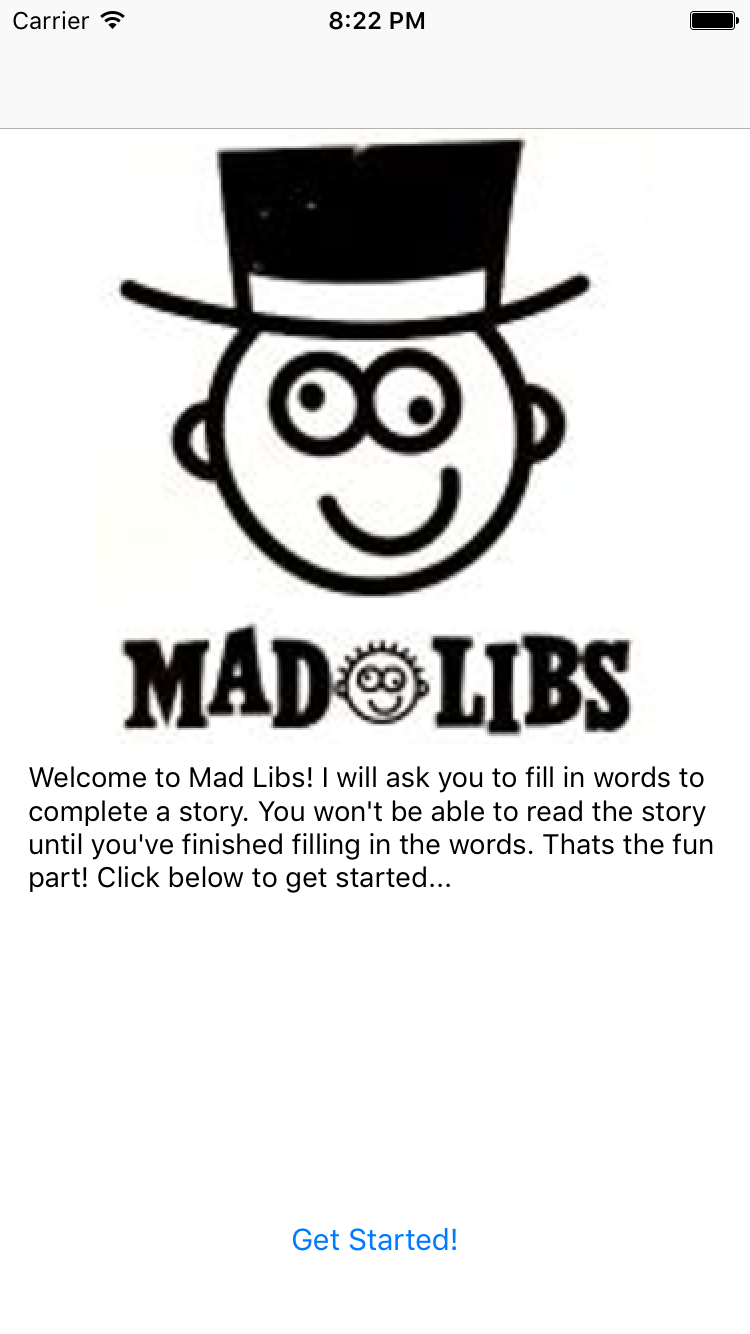 Carrier 8:22 PM
MAD LIBS
Welcome to Mad Libs! I will ask you to fill in words to
complete a story. You won't be able to read the story
until you've finished filling in the words. Thats the fun
part! Click below to get started...
Get Started!